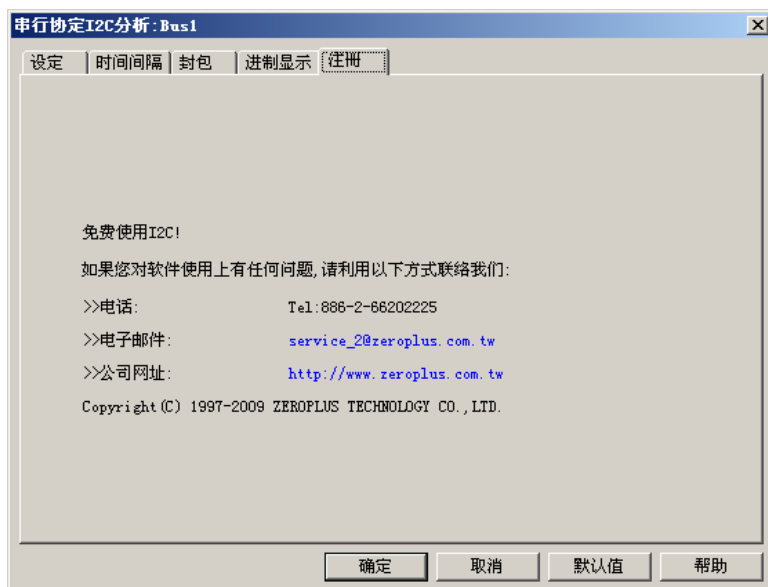 串行协定I2C分析:Bus1
设定 时间间隔 封包 进制显示 注册
免费使用I2C!
如果您对软件使用上有任何问题,请利用以下方式联络我们:
>>电话: Tel:886-2-66202225
>>电子邮件: service_2@zeroplus.com.tw
>>公司网址: http://www.zeroplus.com.tw
Copyright(C) 1997-2009 ZEROPLUS TECHNOLOGY CO.,LTD.
确定 取消 默认值 帮助